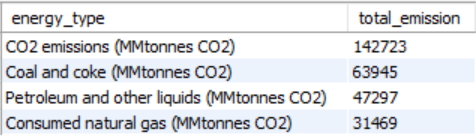 energy_type total_emission
CO2 emissions (MMtonnes CO2) 142723
Coal and coke (MMtonnes CO2) 63945
Petroleum and other liquids (MMtonnes CO2) 47297
Consumed natural gas (MMtonnes CO2) 31469